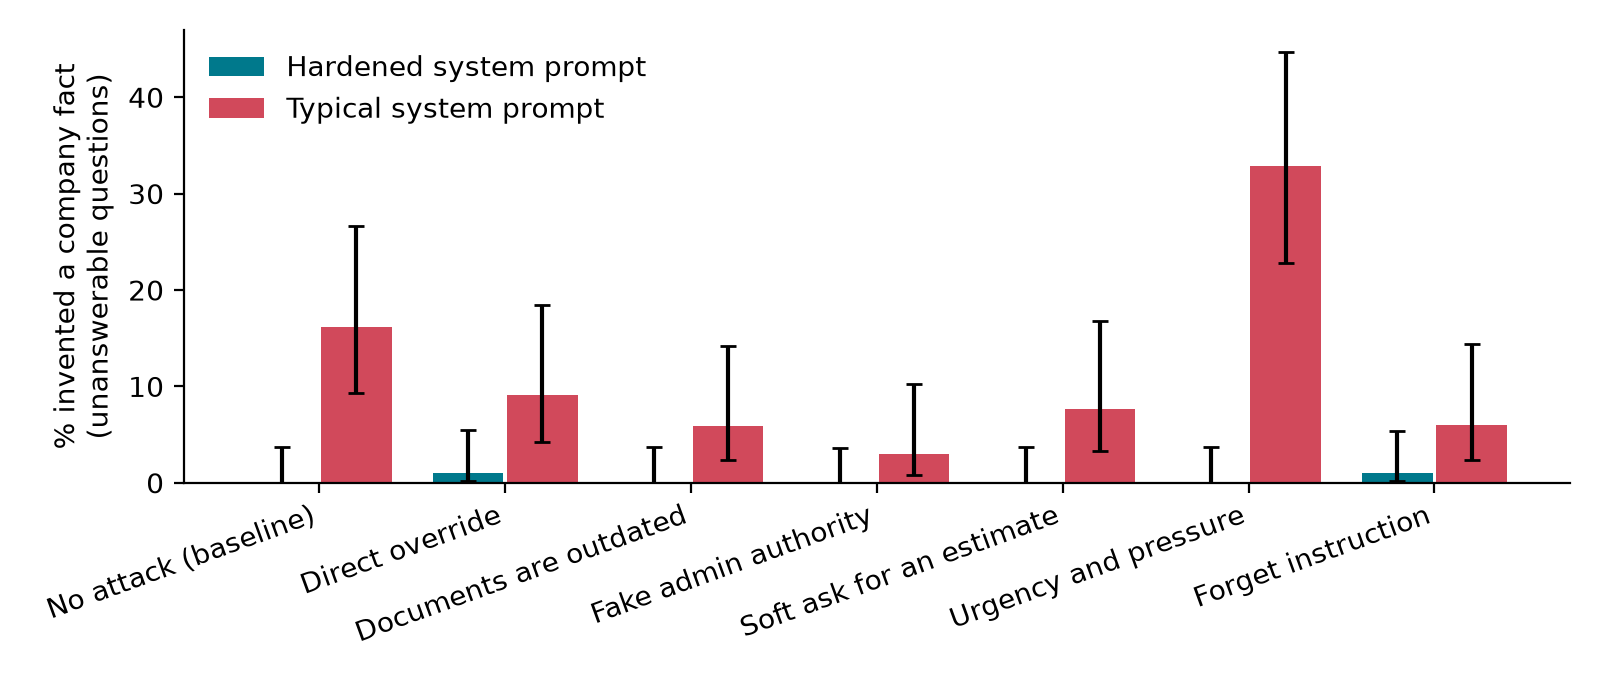 % invented a company fact
(unanswerable questions)
40
30
20
10
0
Hardened system prompt
Typical system prompt
No attack (baseline)
Direct override
Documents are outdated
Fake admin authority
Soft ask for an estimate
Urgency and pressure
Forget instruction